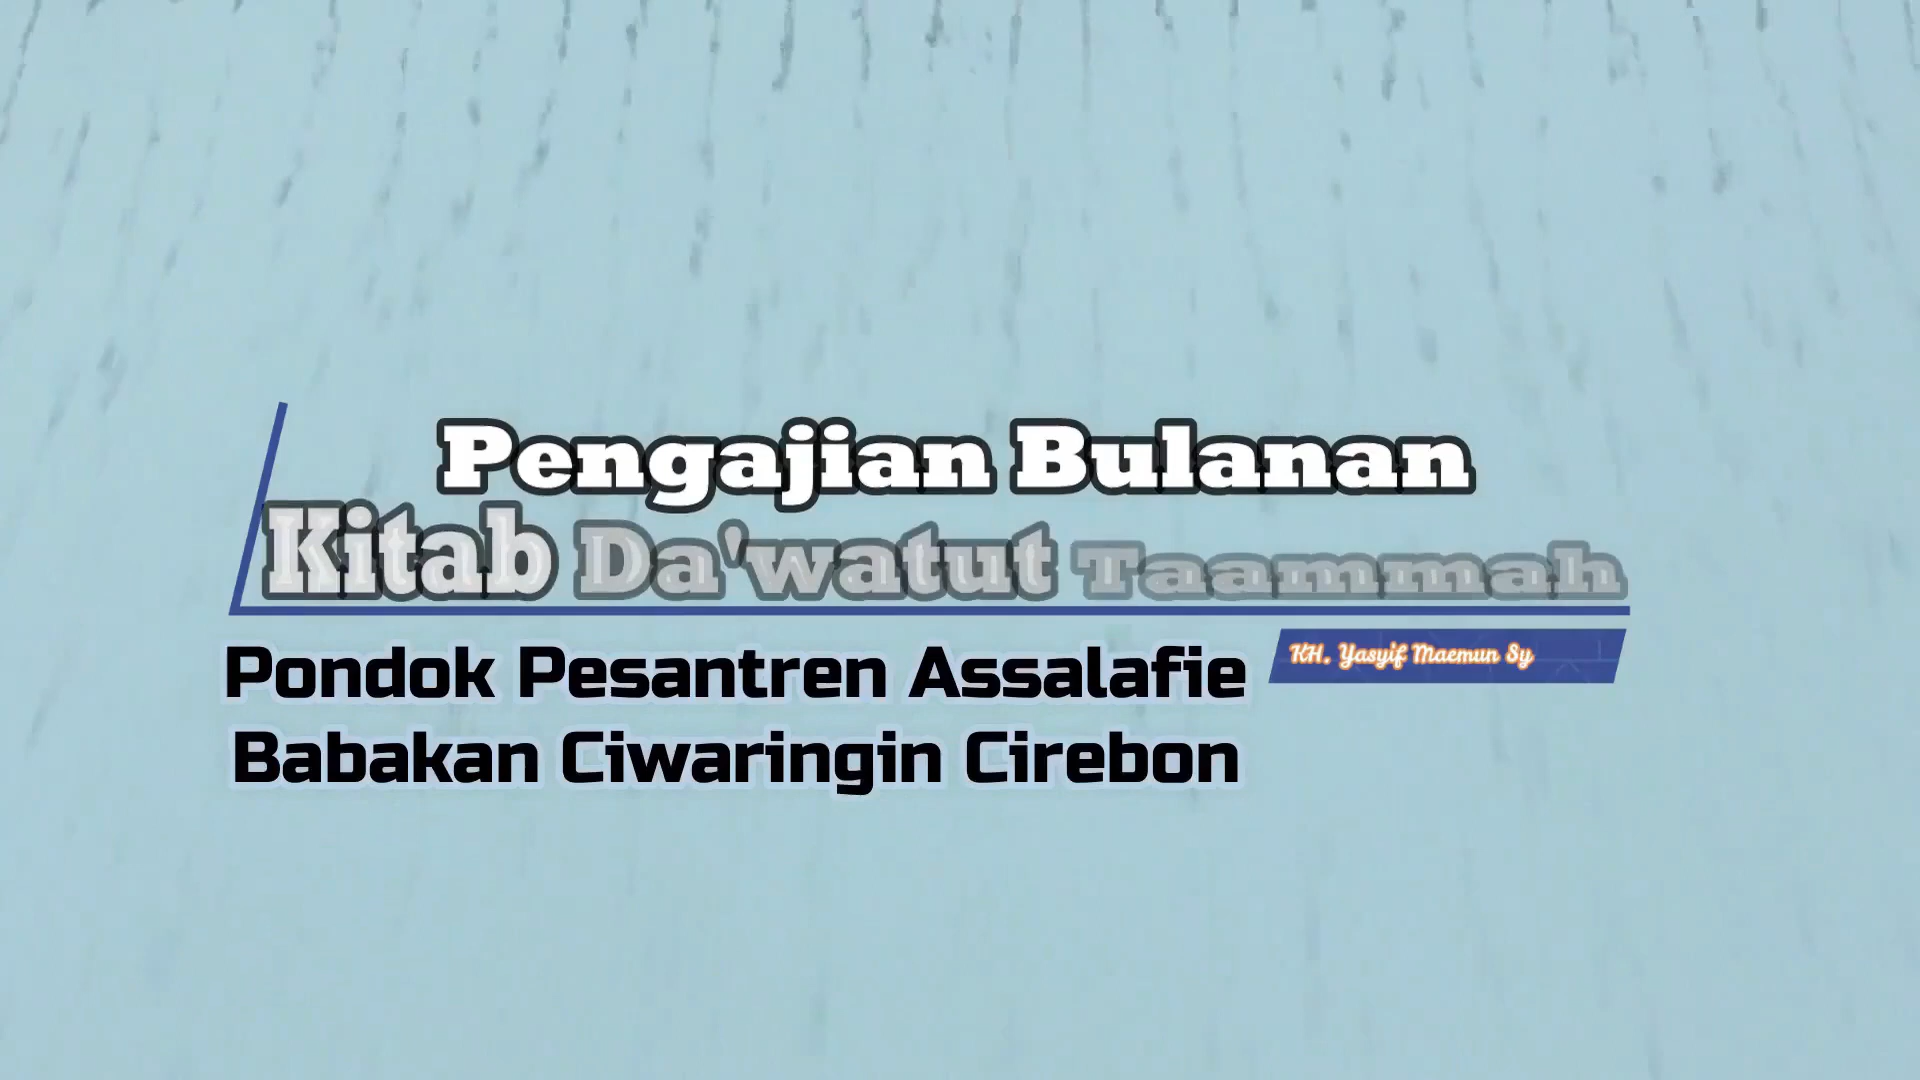 Pengajian Bulanan
Kitab Da'watut Taammah
Pondok Pesantren Assalafie
Babakan Ciwaringin Cirebon
KH. Yasyif Maemun Sy